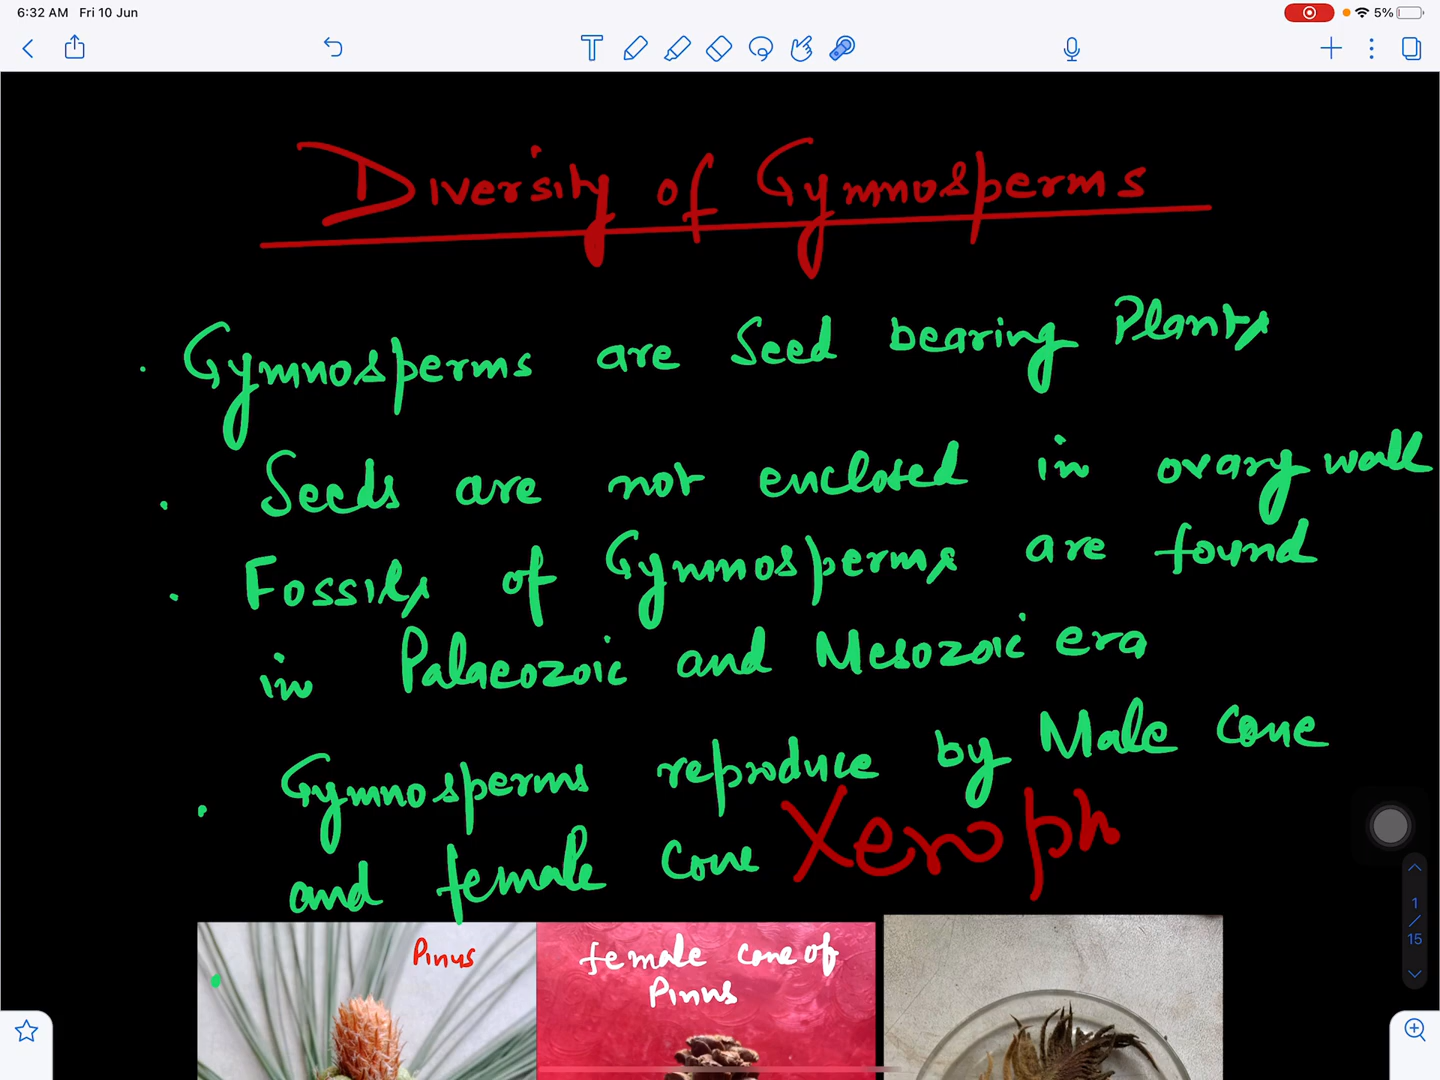 6:32 AM Fri 10 Jun
5%
Diversity of Gymnosperms
. Gymnosperms are Seed bearing Plants
. Seeds are not enclosed in ovary wall
. Fossils of Gymnosperms are found
in Palaeozoic and Mesozoic era
. Gymnosperms reproduce by Male cone
and female cone Xeroph
1
/
15
Pinus
female cone of
Pinus